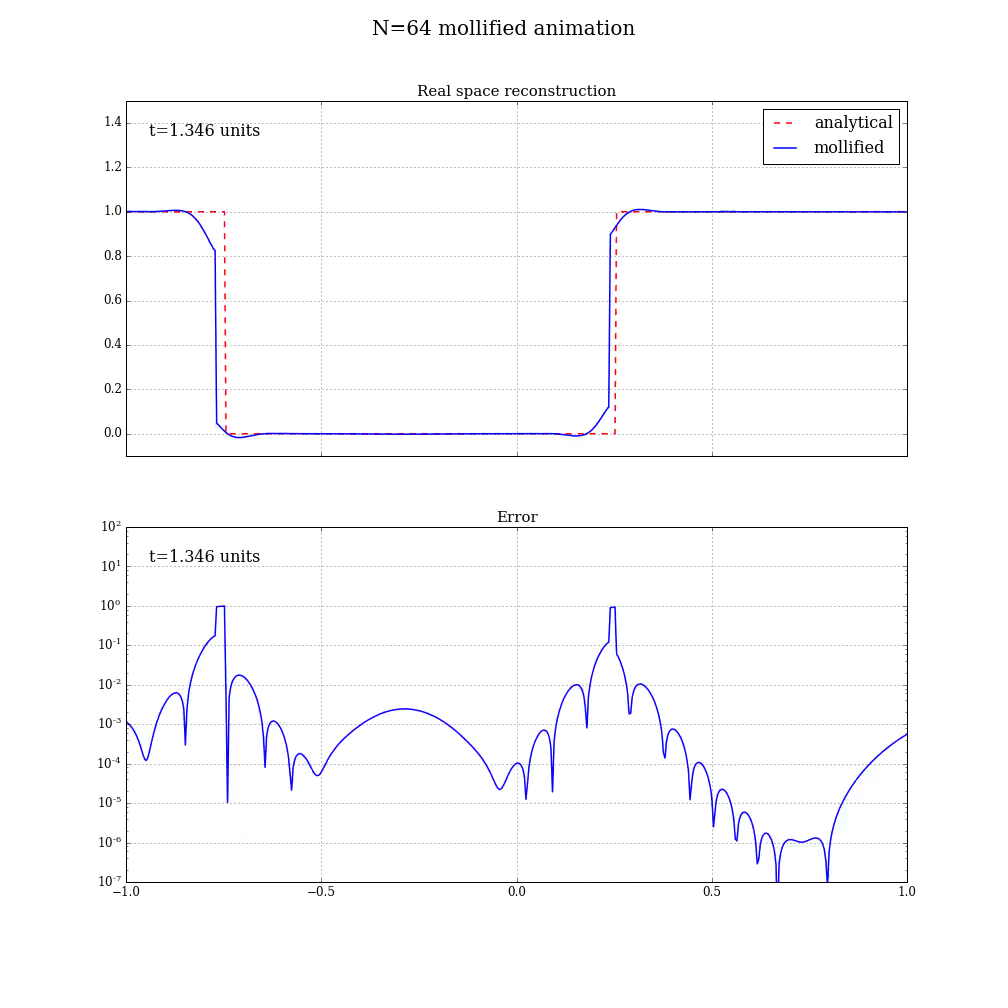 N=64 mollified animation
Real space reconstruction
t=1.346 units
analytical
mollified
1.4
1.2
1.0
0.8
0.6
0.4
0.2
0.0
Error
t=1.346 units
10²
10¹
10⁰
10⁻¹
10⁻²
10⁻³
10⁻⁴
10⁻⁵
10⁻⁶
10⁻⁷
−1.0 −0.5 0.0 0.5 1.0